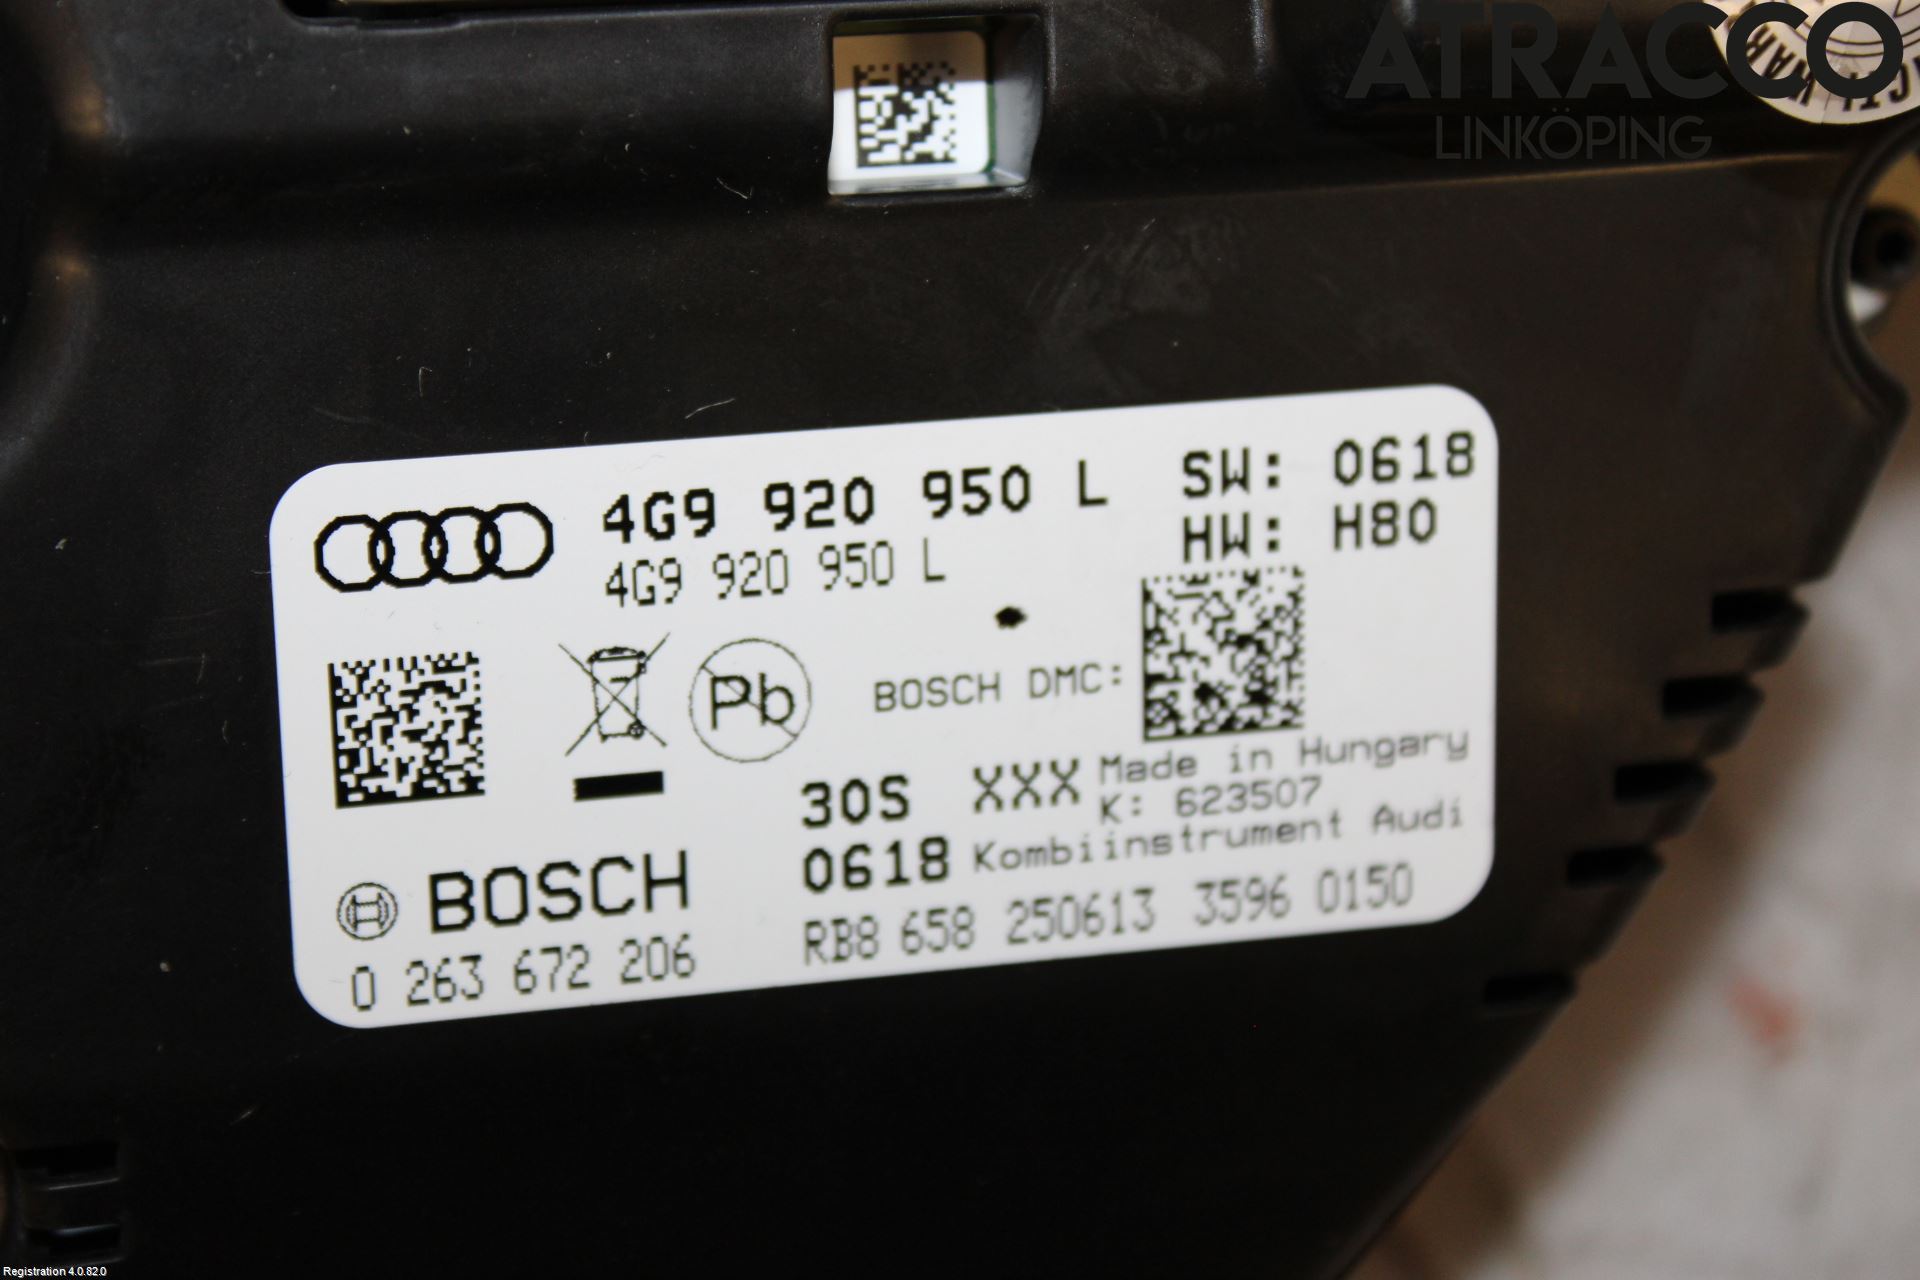 ATRACCO
LINKÖPING
4G9 920 950 L
4G9 920 950 L
SW: 0618
HW: H80
Pb
BOSCH DMC:
30S XXX
0618
Made in Hungary
K: 623507
Kombiinstrument Audi
BOSCH
0 263 672 206
RB8 658 250613 3596 0150
Registration 4.0.82.0